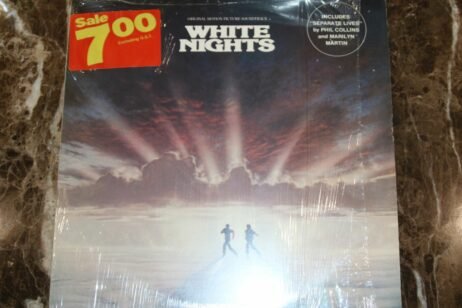 Sale
7.00
Excluding G.S.T.
ORIGINAL MOTION PICTURE SOUNDTRACK
WHITE
NIGHTS
INCLUDES
"SEPARATE LIVES"
by PHIL COLLINS
and MARILYN
MARTIN